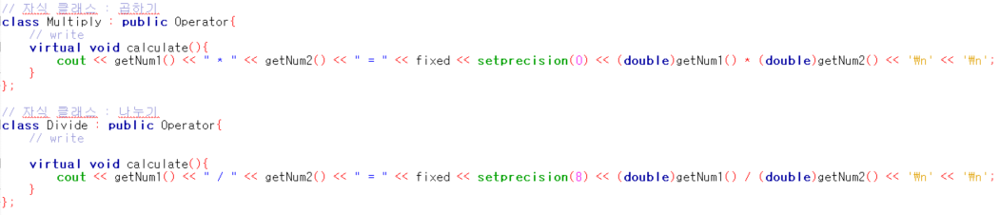 // 자식 클래스 : 곱하기
class Multiply : public Operator{
    // write
    virtual void calculate(){
        cout << getNum1() << " * " << getNum2() << " = " << fixed << setprecision(0) << (double)getNum1() * (double)getNum2() << '₩n' << '₩n';
    }
};

// 자식 클래스 : 나누기
class Divide : public Operator{
    // write

    virtual void calculate(){
        cout << getNum1() << " / " << getNum2() << " = " << fixed << setprecision(8) << (double)getNum1() / (double)getNum2() << '₩n' << '₩n';
    }
};